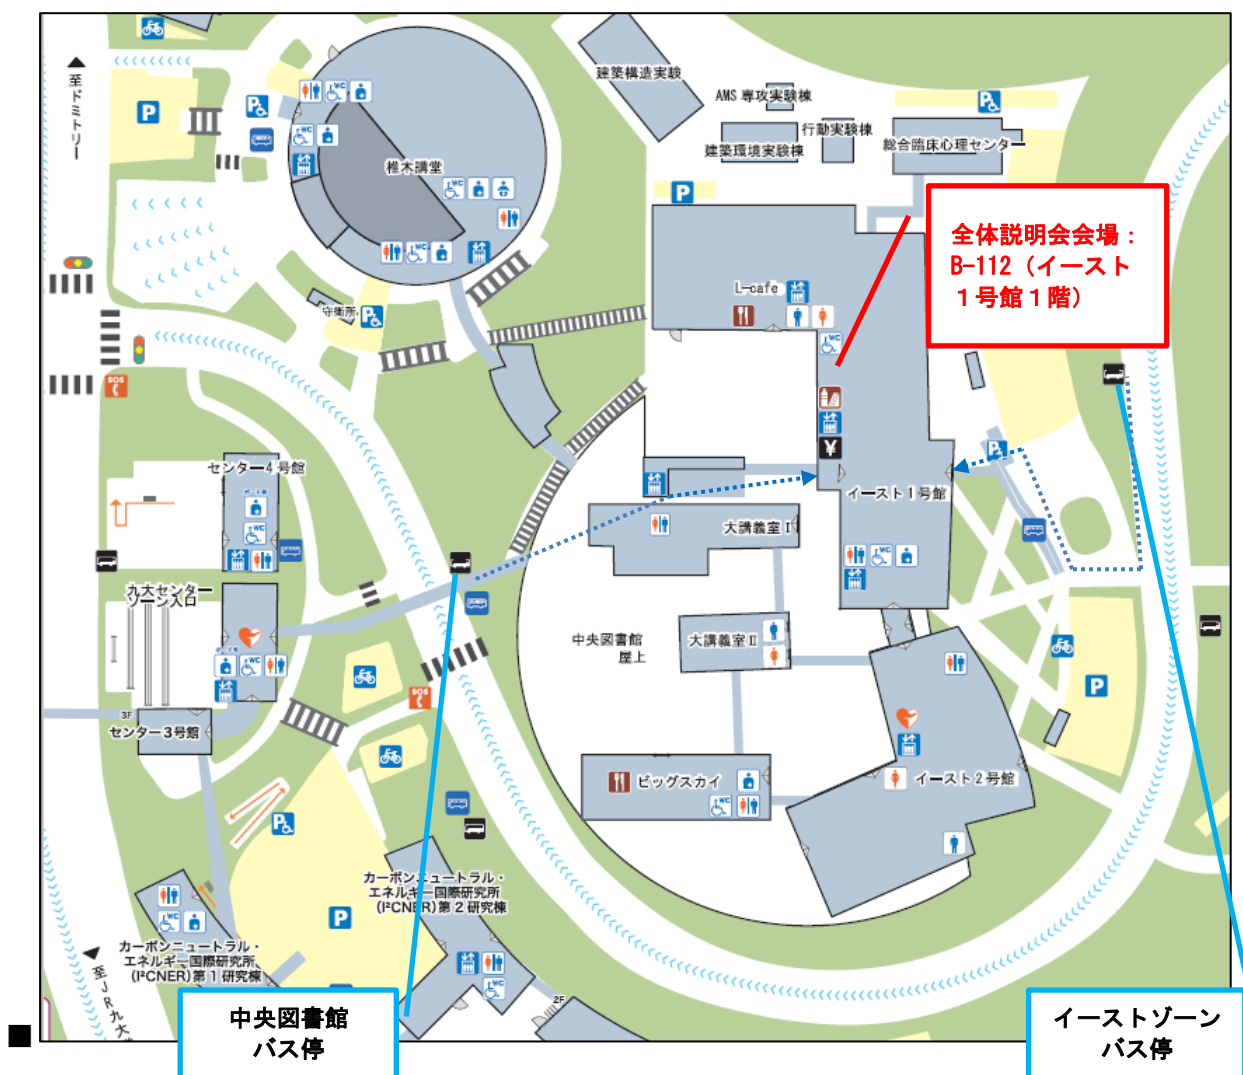 至ドミトリー
建築構造実験
AMS 専攻実験棟
行動実験棟
建築環境実験棟
総合臨床心理センター
椎木講堂
全体説明会会場：
B-112（イースト
１号館１階）
L-cafe
守衛所
SOS
センター4号館
イースト1号館
大講義室Ⅰ
九大センター
ゾーン入口
中央図書館
屋上
大講義室Ⅱ
SOS
3F
センター3号館
ビッグスカイ
イースト2号館
カーボンニュートラル・
エネルギー国際研究所
(I²CNER)第2研究棟
カーボンニュートラル・
エネルギー国際研究所
(I²CNER)第1研究棟
2F
至JR九大
中央図書館
バス停
イーストゾーン
バス停